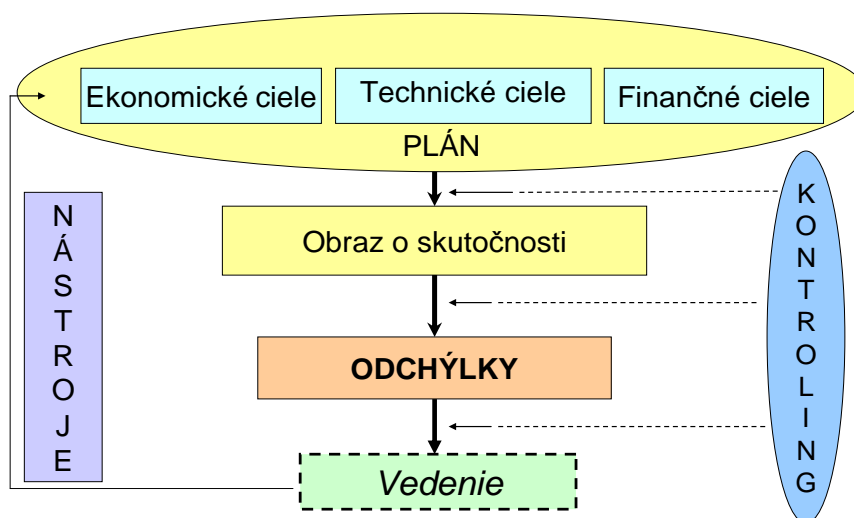 Ekonomické ciele
Technické ciele
Finančné ciele
PLÁN
NÁSTROJE
Obraz o skutočnosti
KONTROLING
ODCHÝLKY
Vedenie